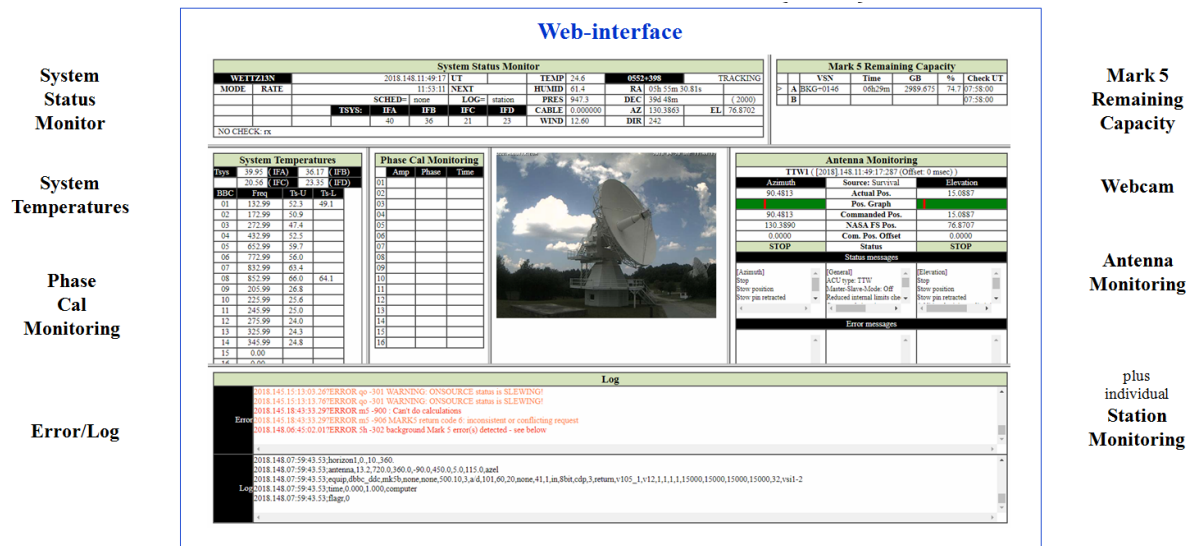 Web-interface
System
Status
Monitor
System
Temperatures
Phase
Cal
Monitoring
Error/Log
System Status Monitor
WETTZ13N 2018.148.11:49:17 UT TEMP 24.6 0552+398 TRACKING
MODE RATE 11:53:11 NEXT HUMID 61.4 RA 05h 55m 30.81s
SCHED= none LOG= station PRES 947.3 DEC 39d 48m (2000)
TSYS: IFA IFB IFC IFD CABLE 0.000000 AZ 130.3863 EL 76.8702
40 36 21 23 WIND 12.60 DIR 242
NO CHECK: rx
Mark 5 Remaining Capacity
VSN Time GB % Check UT
> A BKG+0146 06h29m 2989.675 74.7 07:58:00
B 07:58:00
System Temperatures
Tsys 39.95 (IFA) 36.17 (IFB)
20.56 (IFC) 23.35 (IFD)
BBC Freq Ts-U Ts-L
01 132.99 52.3 49.1
02 172.99 50.9
03 272.99 47.4
04 432.99 52.5
05 652.99 59.7
06 772.99 56.0
07 832.99 63.4
08 852.99 66.0 64.1
09 205.99 26.8
10 225.99 25.6
11 245.99 25.0
12 275.99 24.0
13 325.99 24.3
14 345.99 24.8
15 0.00
16 0.00
Phase Cal Monitoring
Amp Phase Time
01
02
03
04
05
06
07
08
09
10
11
12
13
14
15
16
Antenna Monitoring
TTW1 ( [2018].148.11:49:17:287 (Offset: 0 msec) )
Azimuth Source: Survival Elevation
90.4813 Actual Pos. 15.0887
Pos. Graph
90.4813 Commanded Pos. 15.0887
130.3890 NASA FS Pos. 76.8707
0.0000 Com. Pos. Offset 0.0000
STOP Status STOP
Status messages
[Azimuth] [General] [Elevation]
Stop ACU type: TTW Stop
Stow position Master-Slave-Mode: Off Stow position
Stow pin retracted Reduced internal limits che Stow pin retracted
Error messages
Log
Error
2018.145.15:13:03.26?ERROR qo -301 WARNING: ONSOURCE status is SLEWING!
2018.145.15:13:13.76?ERROR qo -301 WARNING: ONSOURCE status is SLEWING!
2018.145.18:43:33.29?ERROR m5 -900 : Can't do calculations
2018.145.18:43:33.29?ERROR m5 -906 MARK5 return code 6: inconsistent or conflicting request
2018.148.06:45:02.01?ERROR 5h -302 background Mark 5 error(s) detected - see below
Log
2018.148.07:59:43.53;horizon1,0.,10.,360.
2018.148.07:59:43.53;antenna,13.2,720.0,360.0,-90.0,450.0,5.0,115.0,azel
2018.148.07:59:43.53;equip,dbbc_ddc,mk5b,none,none,500.10,3,a/d,101,60,20,none,41,1,in,8bit,cdp,3,return,v105_1,v12,1,1,1,1,15000,15000,15000,15000,32,vsi1-2
2018.148.07:59:43.53;time,0.000,1.000,computer
2018.148.07:59:43.53;flagr,0
Mark 5
Remaining
Capacity
Webcam
Antenna
Monitoring
plus
individual
Station
Monitoring